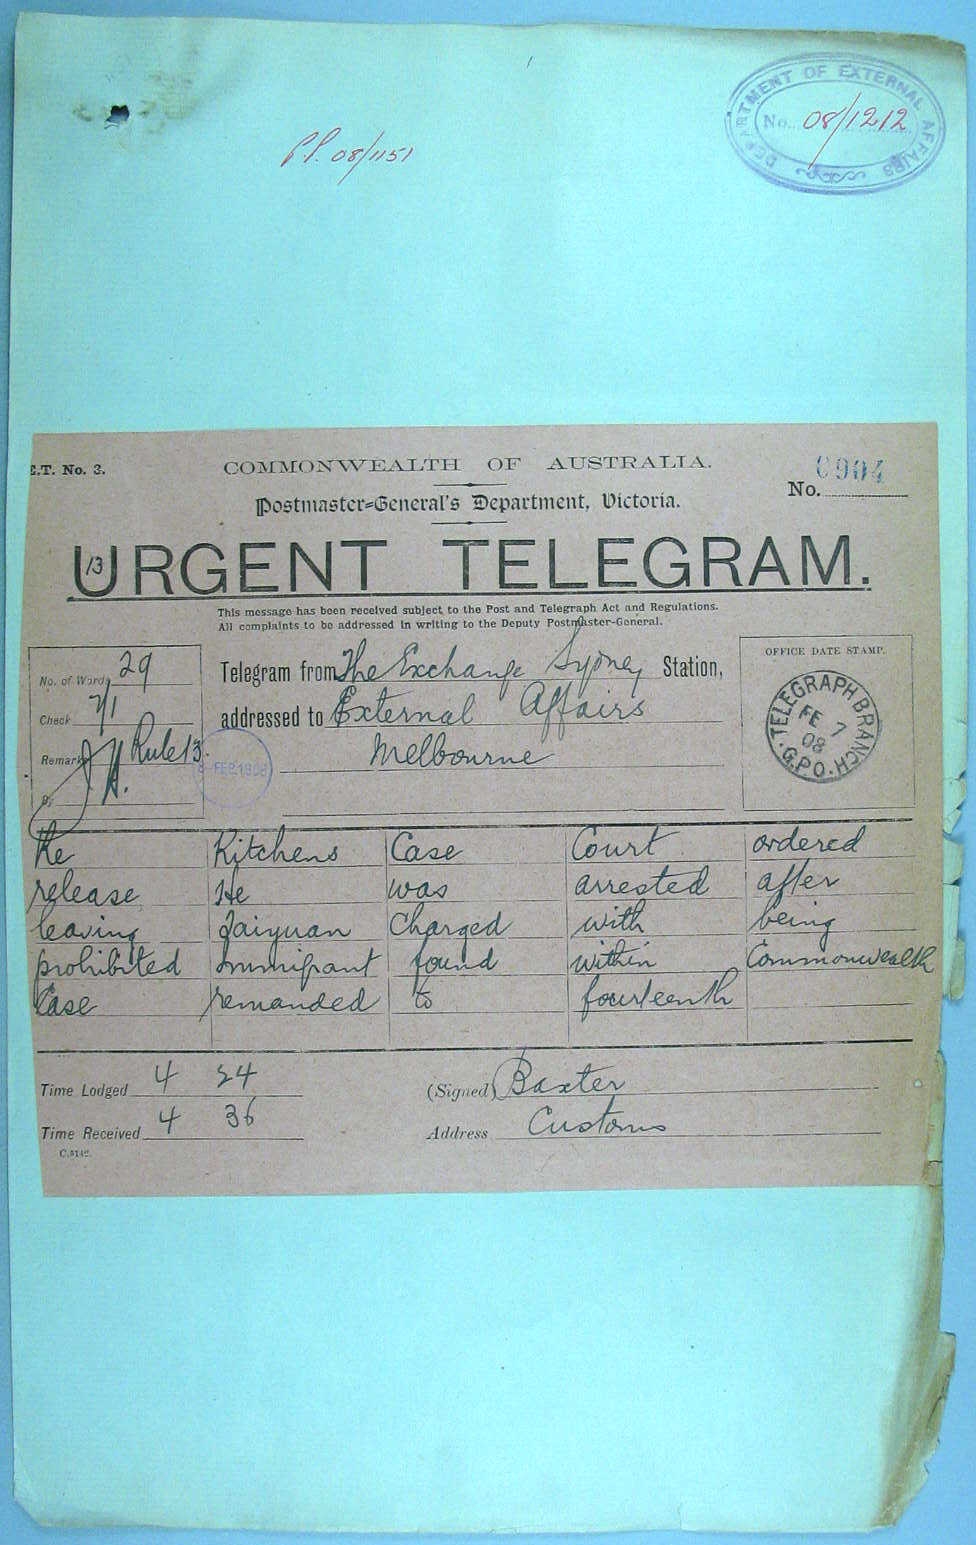 DEPARTMENT OF EXTERNAL AFFAIRS
No. 08/1212
P.P. 08/1151
E.T. No. 3.
COMMONWEALTH OF AUSTRALIA.
No. 0904
Postmaster-General's Department, Victoria.
13
URGENT TELEGRAM.
This message has been received subject to the Post and Telegraph Act and Regulations.
All complaints to be addressed in writing to the Deputy Postmaster-General.
No. of Words 29
Check 7/1
Remarks Rule 13.
By
Telegram from The Exchange Sydney Station,
addressed to External Affairs
Melbourne
FEB 1908
OFFICE DATE STAMP.
TELEGRAPH BRANCH
FE 7
08
G.P.O.
Re Kitchens Case Court ordered
release He was arrested after
leaving Taiyuan Charged with being
prohibited Immigrant found within Commonwealth
Case remanded to fourteenth
Time Lodged 4 24
(Signed) Baxter
Time Received 4 36
Address Customs
C.5142.